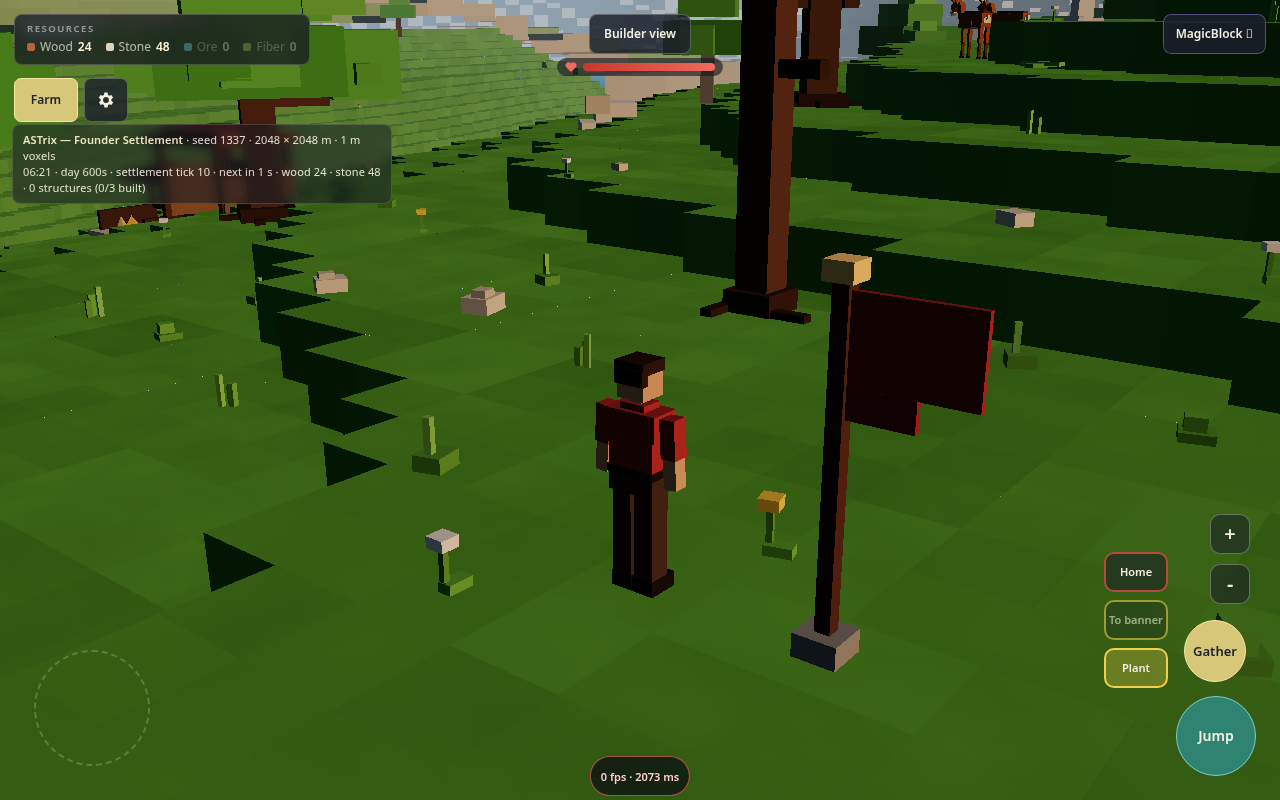 RESOURCES
Wood 24 Stone 48 Ore 0 Fiber 0
Builder view
MagicBlock
Farm
ASTrix — Founder Settlement · seed 1337 · 2048 × 2048 m · 1 m
voxels
06:21 · day 600s · settlement tick 10 · next in 1 s · wood 24 · stone 48
· 0 structures (0/3 built)
+
-
Home
To banner
Gather
Plant
Jump
0 fps · 2073 ms